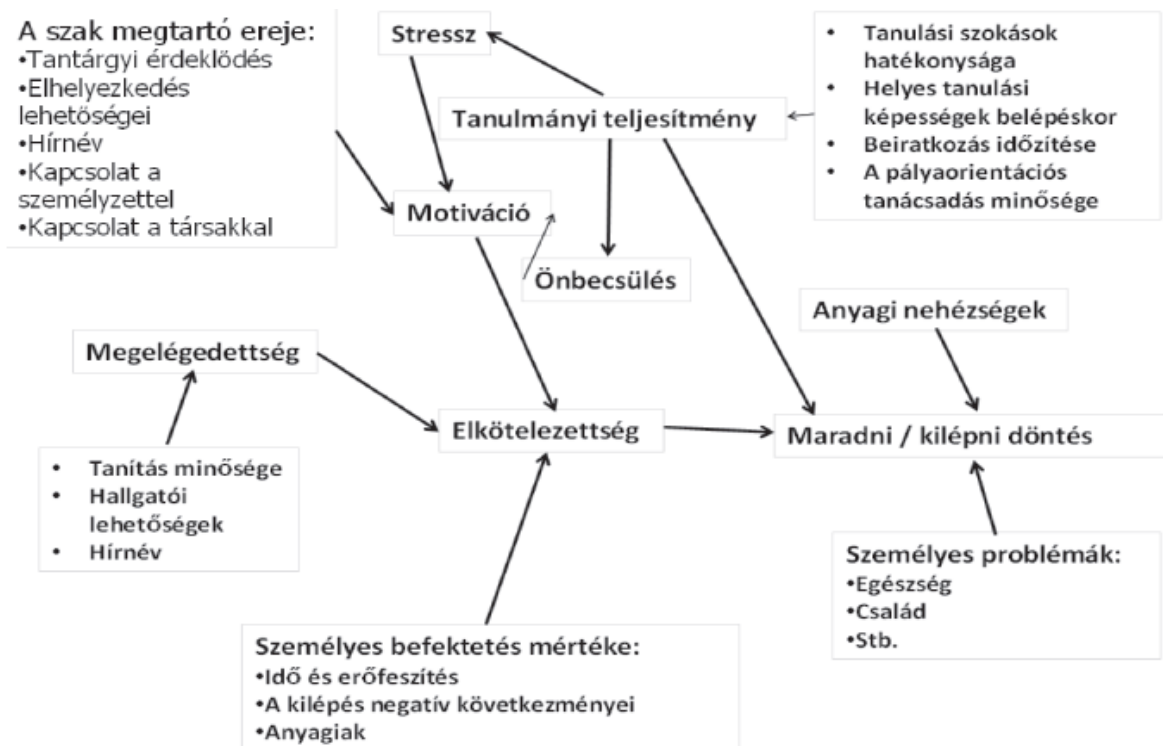 A szak megtartó ereje:
•Tantárgyi érdeklödés
•Elhelyezkedés
lehetöségei
•Hírnév
•Kapcsolat a
személyzettel
•Kapcsolat a társakkal
Stressz
Tanulmányi teljesítmény
• Tanulási szokások
hatékonysága
• Helyes tanulási
képességek belépéskor
• Beiratkozás időzítése
• A pályaorientációs
tanácsadás minősége
Motiváció
Önbecsülés
Anyagi nehézségek
Megelégedettség
Elkötelezettség
Maradni / kilépni döntés
• Tanítás minősége
• Hallgatói
lehetőségek
• Hírnév
Személyes problémák:
•Egészség
•Család
•Stb.
Személyes befektetés mértéke:
•Idő és erőfeszítés
•A kilépés negatív következményei
•Anyagiak